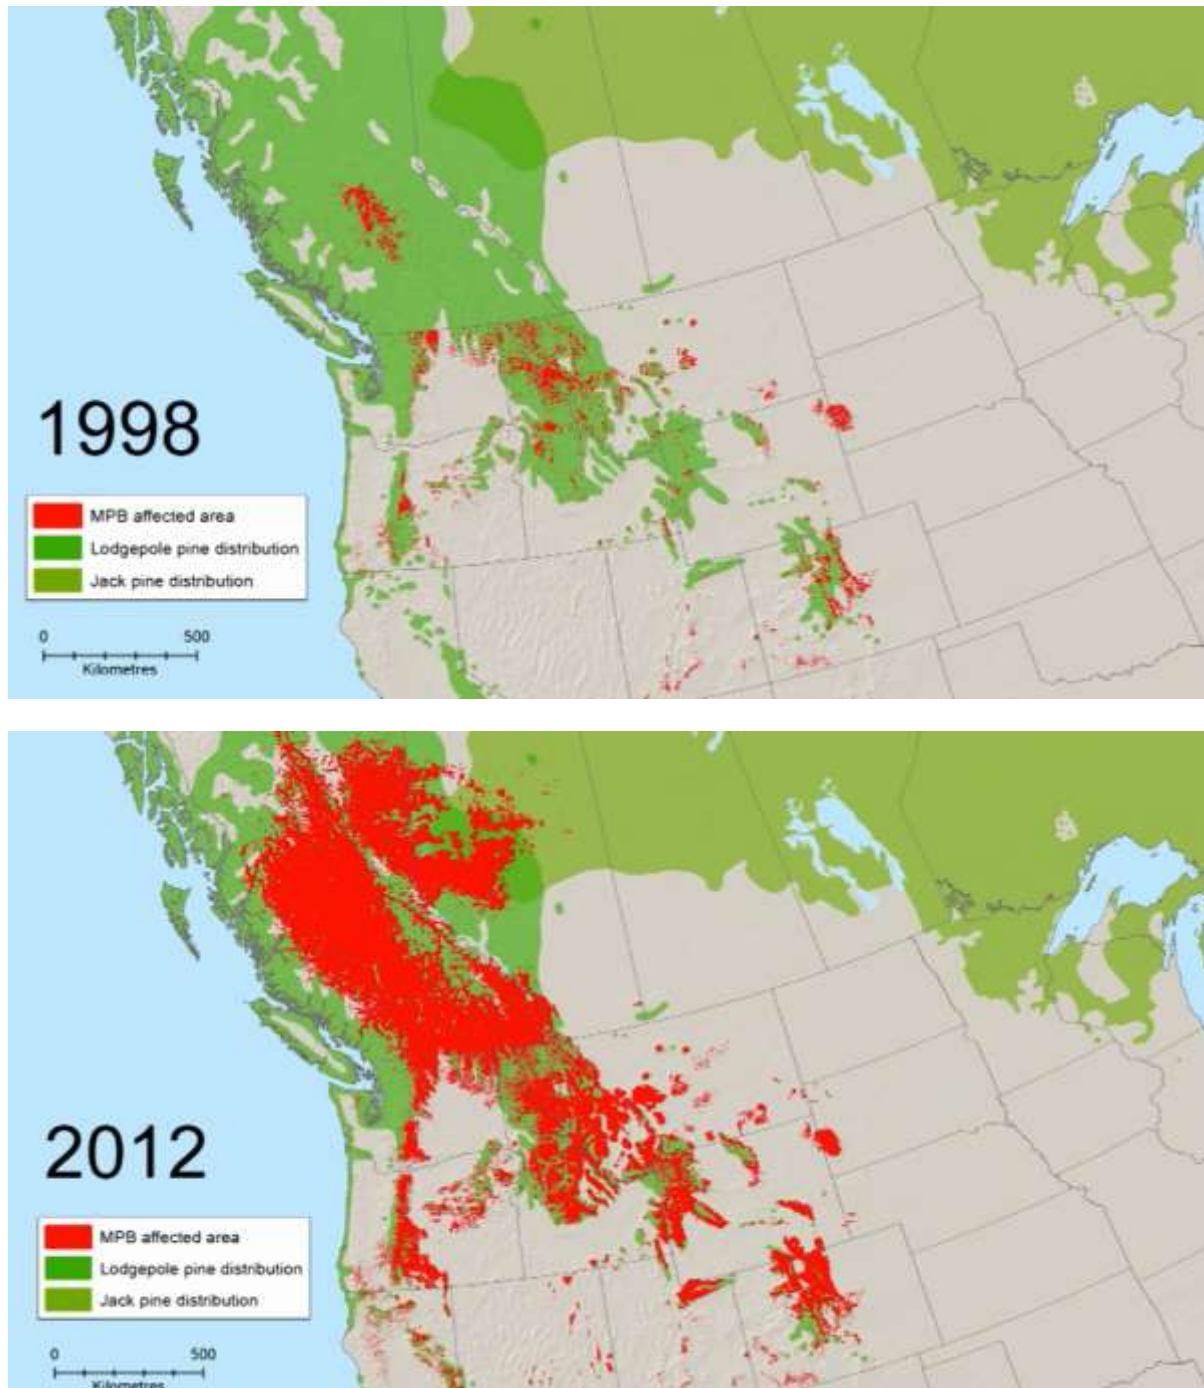 1998
MPB affected area
Lodgepole pine distribution
Jack pine distribution
0 500
Kilometres
2012
MPB affected area
Lodgepole pine distribution
Jack pine distribution
0 500
Kilometres